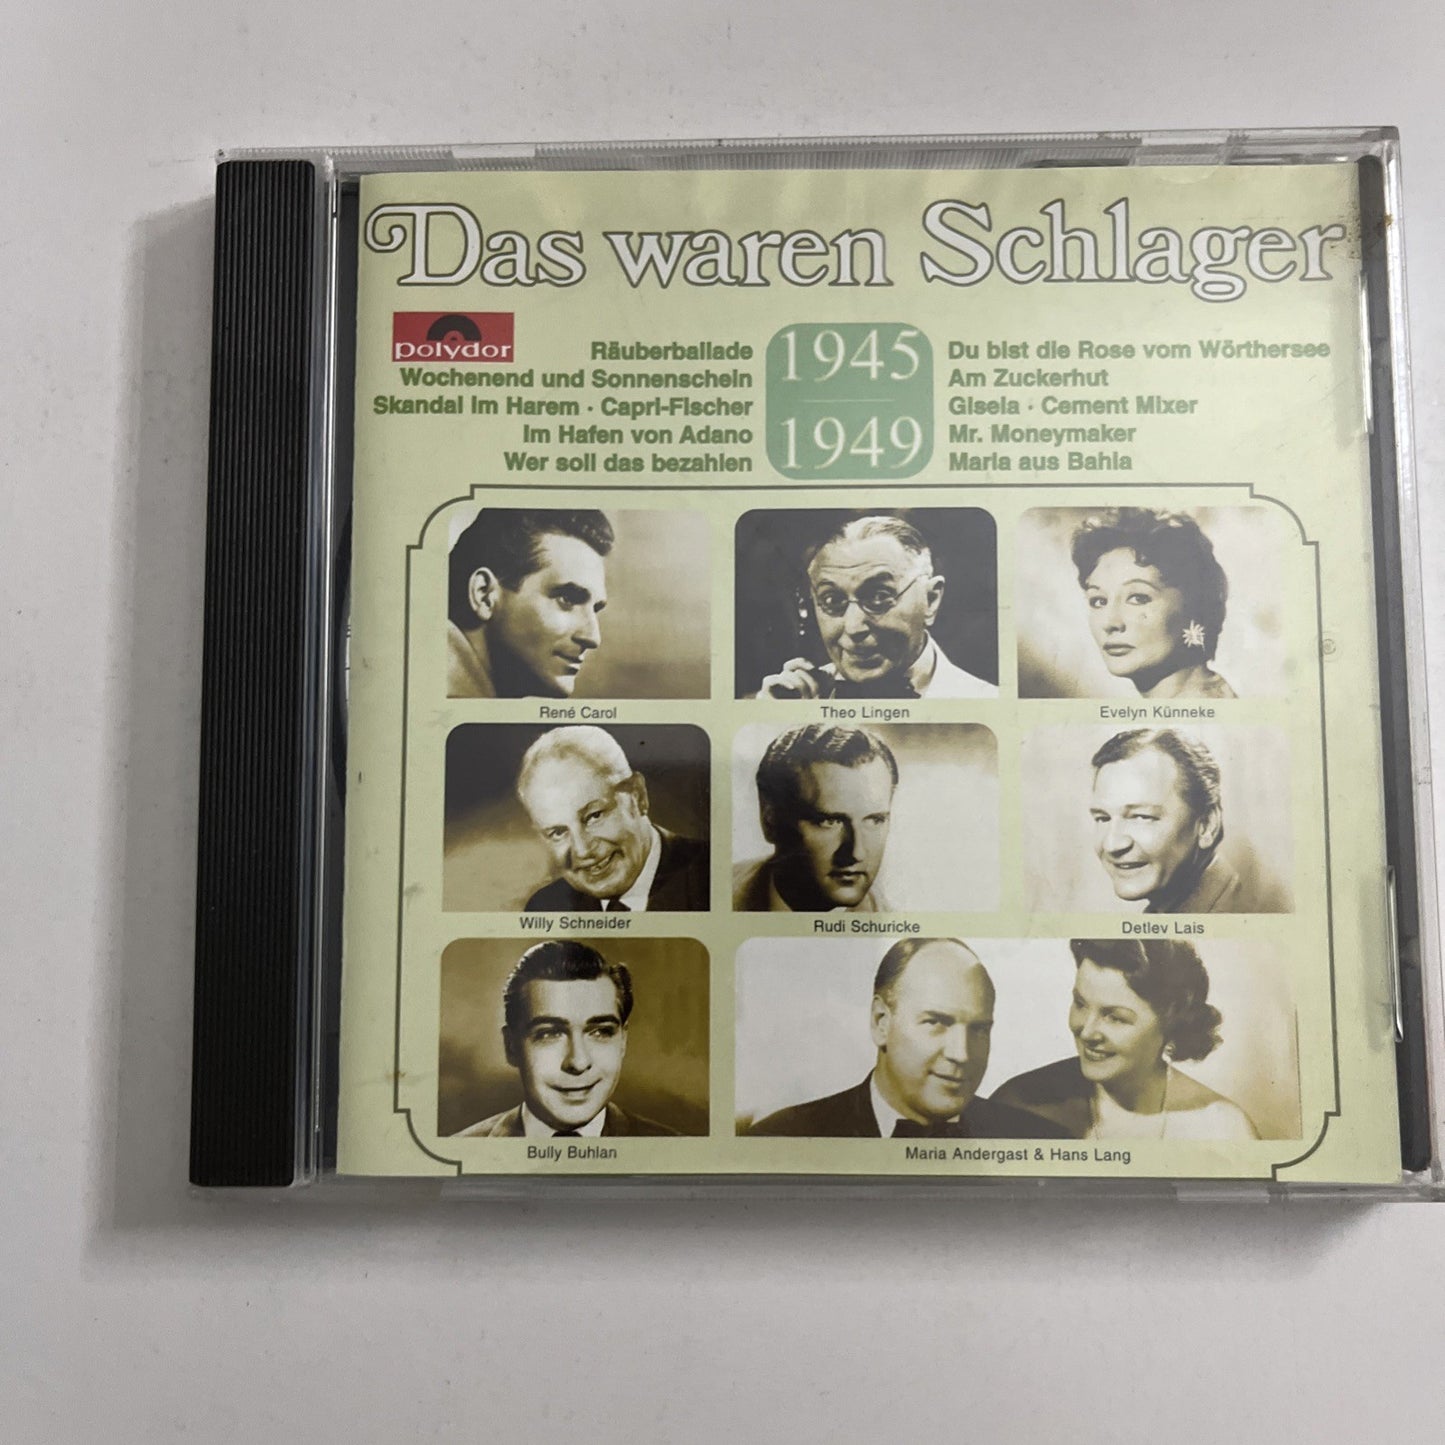 Das waren Schlager
polydor
Räuberballade
Wochenend und Sonnenschein
Skandal im Harem · Capri-Fischer
Im Hafen von Adano
Wer soll das bezahlen
1945
1949
Du bist die Rose vom Wörthersee
Am Zuckerhut
Gisela · Cement Mixer
Mr. Moneymaker
Maria aus Bahia
René Carol
Theo Lingen
Evelyn Künneke
Willy Schneider
Rudi Schuricke
Detlev Lais
Bully Buhlan
Maria Andergast & Hans Lang